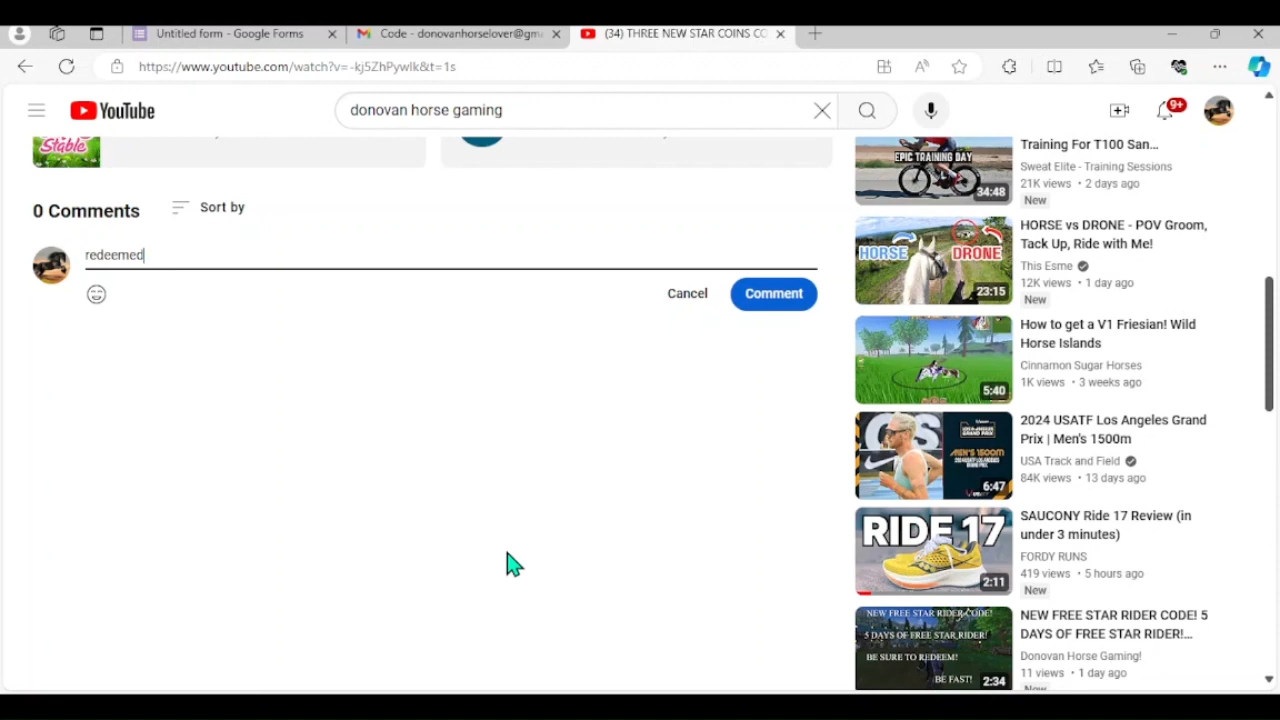 Untitled form - Google Forms
Code - donovanhorselover@gma
(34) THREE NEW STAR COINS CO
https://www.youtube.com/watch?v=-kj5ZhPywlk&t=1s
YouTube
donovan horse gaming
9+
Stable
0 Comments
Sort by
redeemed
Cancel
Comment
EPIC TRAINING DAY
34:48
Training For T100 San...
Sweat Elite - Training Sessions
21K views • 2 days ago
New
HORSE
DRONE
23:15
HORSE vs DRONE - POV Groom,
Tack Up, Ride with Me!
This Esme
12K views • 1 day ago
New
5:40
How to get a V1 Friesian! Wild
Horse Islands
Cinnamon Sugar Horses
1K views • 3 weeks ago
MEN'S 1500M
6:47
2024 USATF Los Angeles Grand
Prix | Men's 1500m
USA Track and Field
84K views • 13 days ago
RIDE 17
2:11
SAUCONY Ride 17 Review (in
under 3 minutes)
FORDY RUNS
419 views • 5 hours ago
New
NEW FREE STAR RIDER CODE!
5 DAYS OF FREE STAR RIDER!
BE SURE TO REDEEM!
BE FAST!
2:34
NEW FREE STAR RIDER CODE! 5
DAYS OF FREE STAR RIDER!...
Donovan Horse Gaming!
11 views • 1 day ago
New